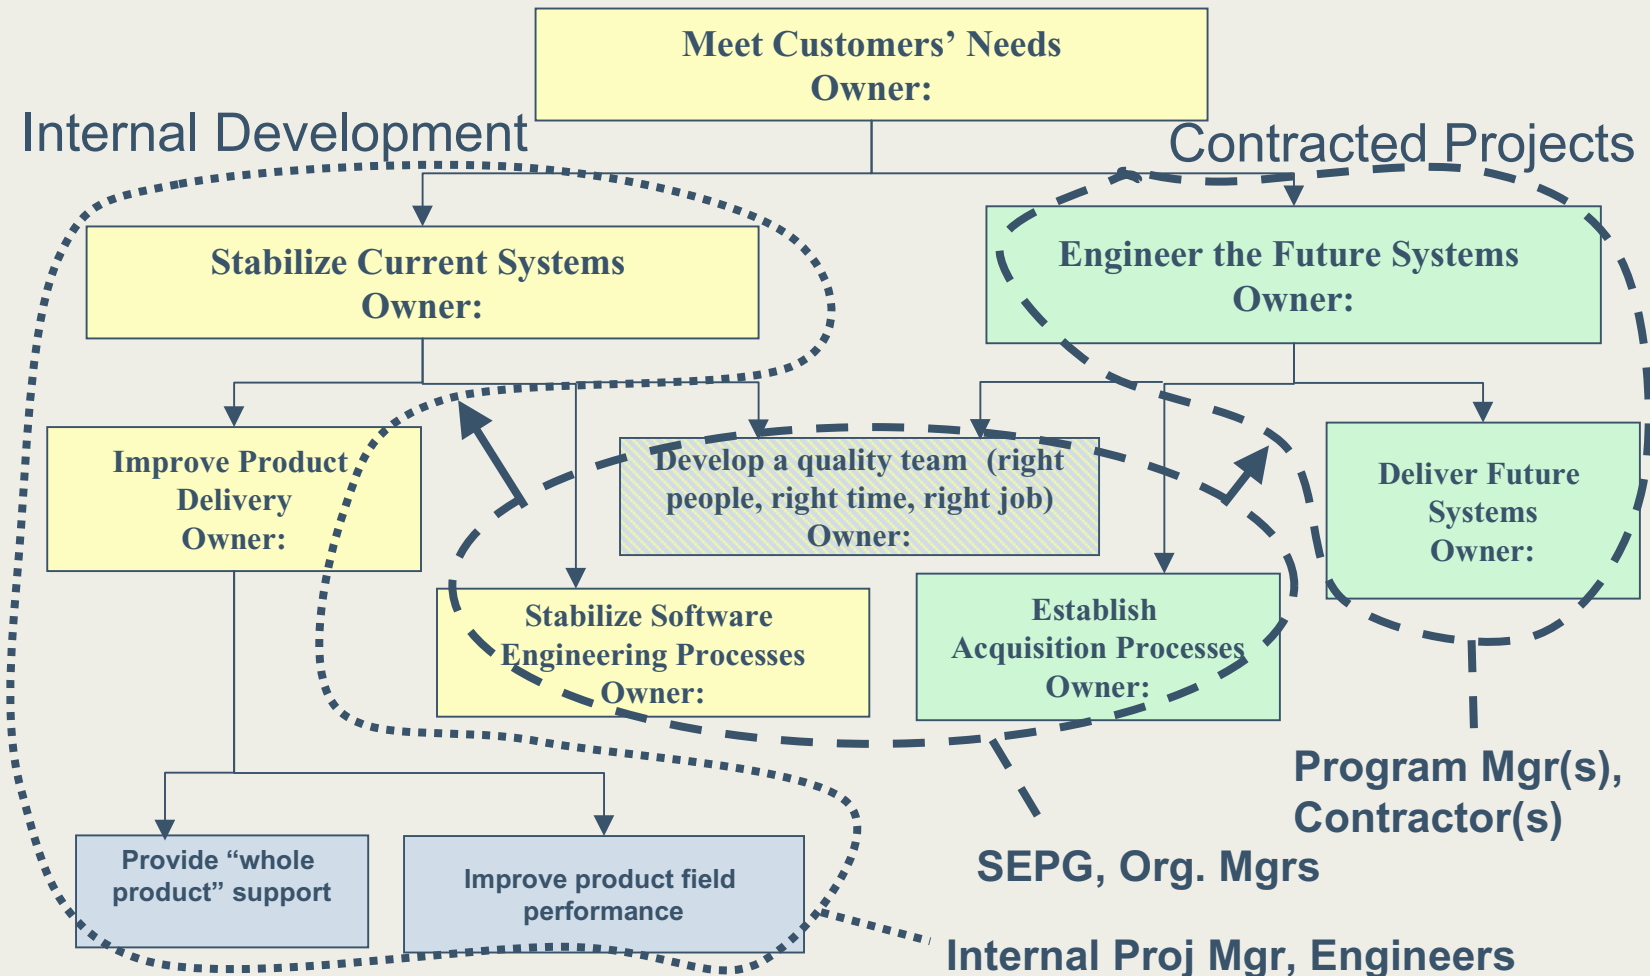 Meet Customers’ Needs
Owner:
Internal Development
Contracted Projects
Stabilize Current Systems
Owner:
Engineer the Future Systems
Owner:
Improve Product
Delivery
Owner:
Develop a quality team (right
people, right time, right job)
Owner:
Deliver Future
Systems
Owner:
Stabilize Software
Engineering Processes
Owner:
Establish
Acquisition Processes
Owner:
Program Mgr(s),
Contractor(s)
Provide “whole
product” support
Improve product field
performance
SEPG, Org. Mgrs
Internal Proj Mgr, Engineers